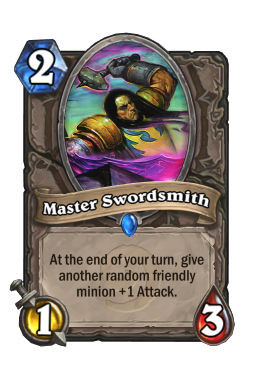 2
Master Swordsmith
At the end of your turn, give
another random friendly
minion +1 Attack.
1
3